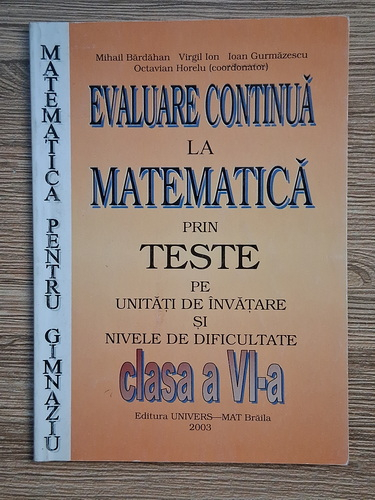 MATEMATICA PENTRU GIMNAZIU
Mihail Bărdăhan Virgil Ion Ioan Gurmăzescu
Octavian Horelu (coordonator)
EVALUARE CONTINUĂ
LA
MATEMATICĂ
PRIN
TESTE
PE
UNITĂȚI DE ÎNVĂȚARE
ȘI
NIVELE DE DIFICULTATE
clasa a VI-a
Editura UNIVERS—MAT Brăila
2003